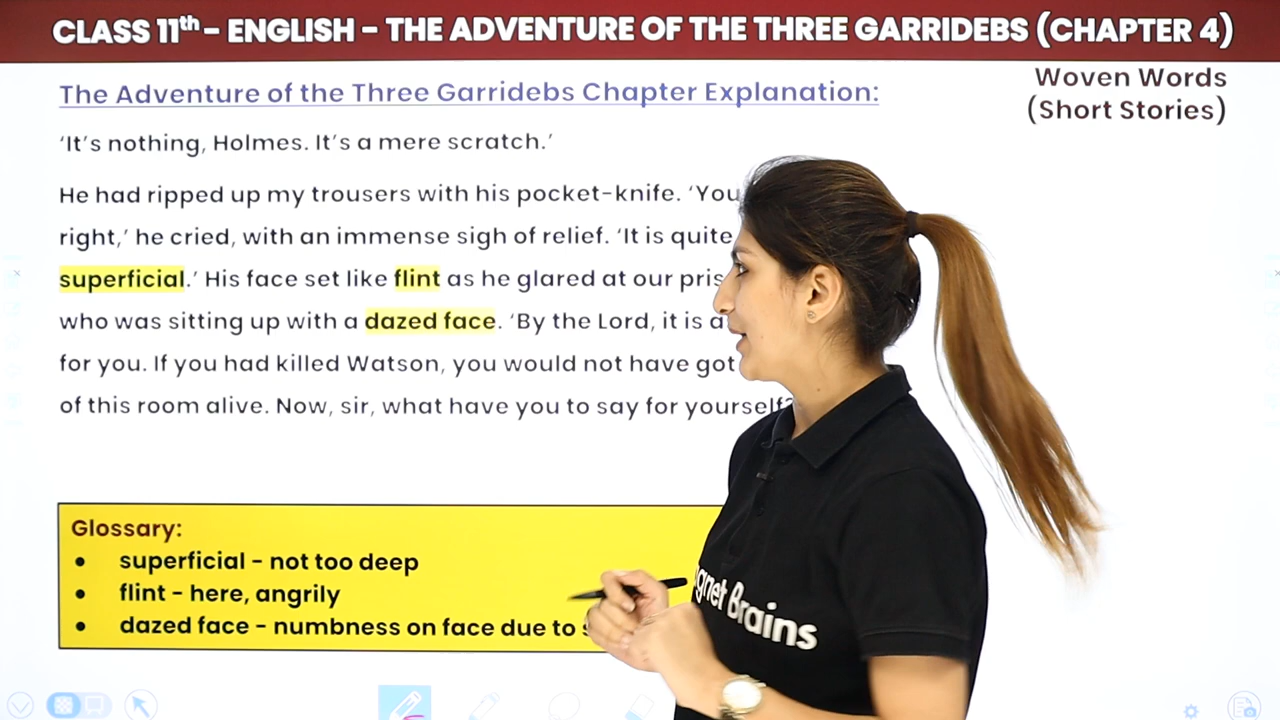 CLASS 11th – ENGLISH – THE ADVENTURE OF THE THREE GARRIDEBS (CHAPTER 4)
The Adventure of the Three Garridebs Chapter Explanation:
Woven Words
(Short Stories)
‘It’s nothing, Holmes. It’s a mere scratch.’
He had ripped up my trousers with his pocket-knife. ‘You
right,’ he cried, with an immense sigh of relief. ‘It is quite
superficial.’ His face set like flint as he glared at our
who was sitting up with a dazed face. ‘By the Lord, it is
for you. If you had killed Watson, you would not have got
of this room alive. Now, sir, what have you to say for yourself?
Glossary:
• superficial – not too deep
• flint – here, angrily
• dazed face – numbness on face due to
Brains